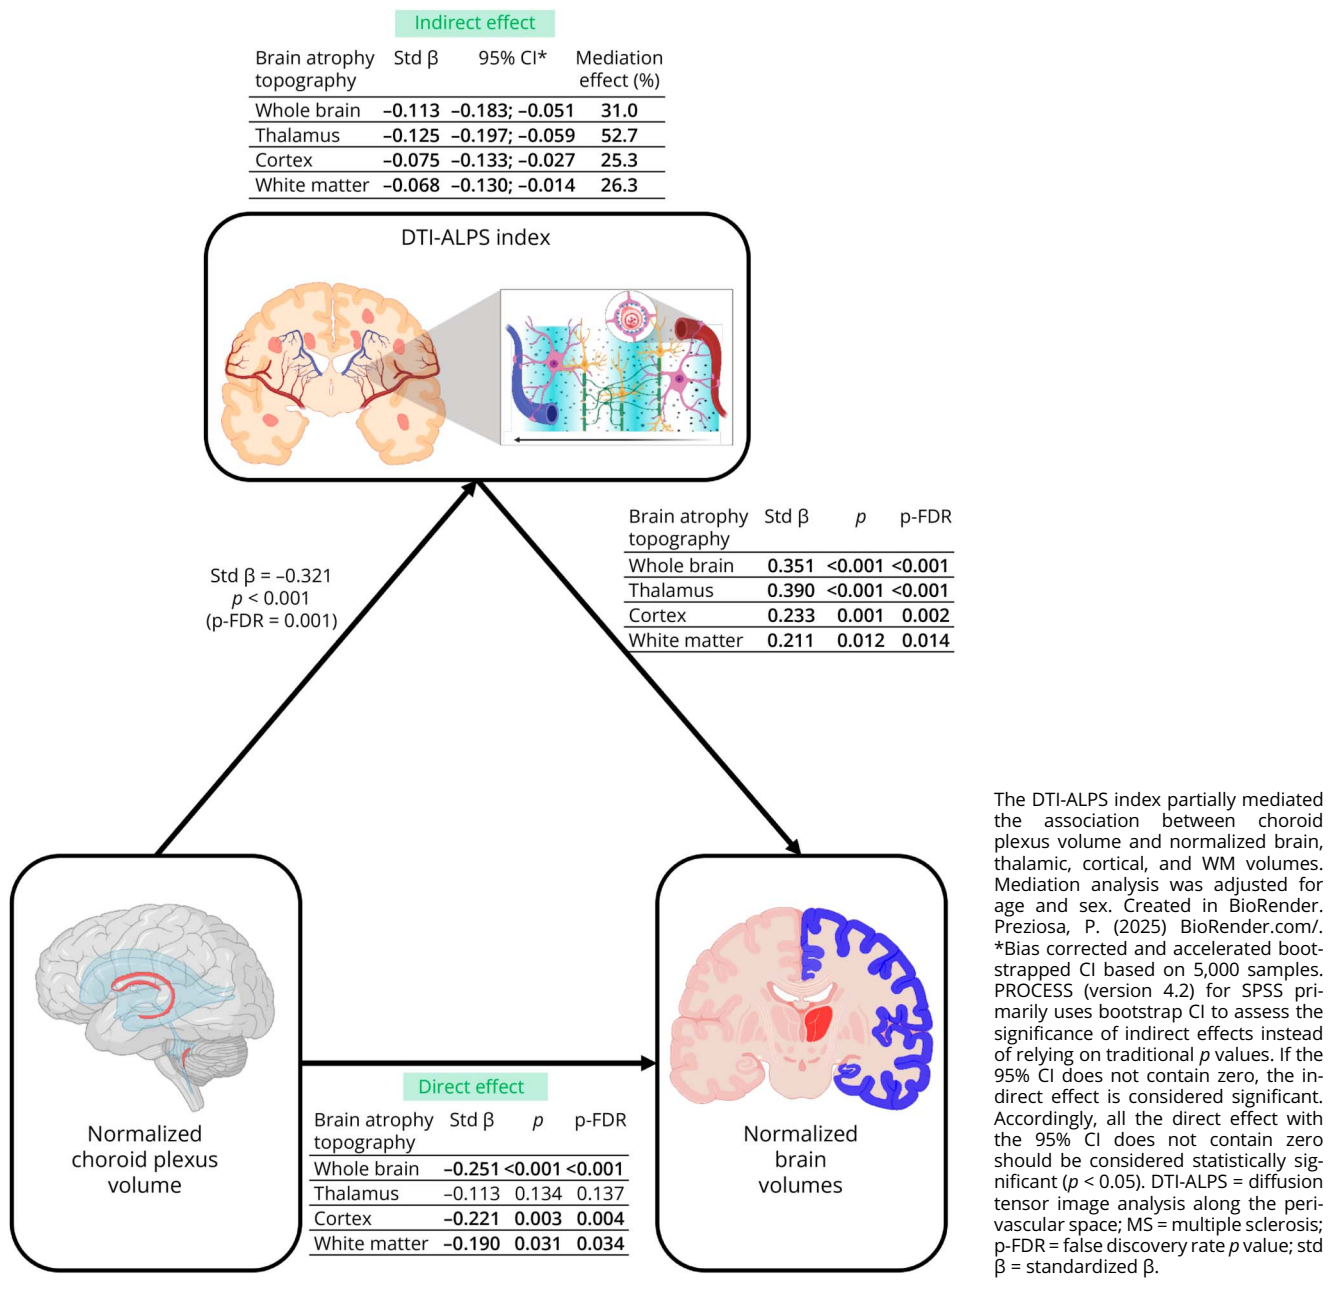 Indirect effect
Brain atrophy topography Std β 95% CI* Mediation effect (%)
Whole brain –0.113 –0.183; –0.051 31.0
Thalamus –0.125 –0.197; –0.059 52.7
Cortex –0.075 –0.133; –0.027 25.3
White matter –0.068 –0.130; –0.014 26.3
DTI-ALPS index
Std β = –0.321
p < 0.001
(p-FDR = 0.001)
Brain atrophy topography Std β p p-FDR
Whole brain 0.351 <0.001 <0.001
Thalamus 0.390 <0.001 <0.001
Cortex 0.233 0.001 0.002
White matter 0.211 0.012 0.014
Normalized
choroid plexus
volume
Direct effect
Brain atrophy topography Std β p p-FDR
Whole brain –0.251 <0.001 <0.001
Thalamus –0.113 0.134 0.137
Cortex –0.221 0.003 0.004
White matter –0.190 0.031 0.034
Normalized
brain
volumes
The DTI-ALPS index partially mediated
the association between choroid
plexus volume and normalized brain,
thalamic, cortical, and WM volumes.
Mediation analysis was adjusted for
age and sex. Created in BioRender.
Preziosa, P. (2025) BioRender.com/.
*Bias corrected and accelerated boot-
strapped CI based on 5,000 samples.
PROCESS (version 4.2) for SPSS pri-
marily uses bootstrap CI to assess the
significance of indirect effects instead
of relying on traditional p values. If the
95% CI does not contain zero, the in-
direct effect is considered significant.
Accordingly, all the direct effect with
the 95% CI does not contain zero
should be considered statistically sig-
nificant (p < 0.05). DTI-ALPS = diffusion
tensor image analysis along the peri-
vascular space; MS = multiple sclerosis;
p-FDR = false discovery rate p value; std
β = standardized β.